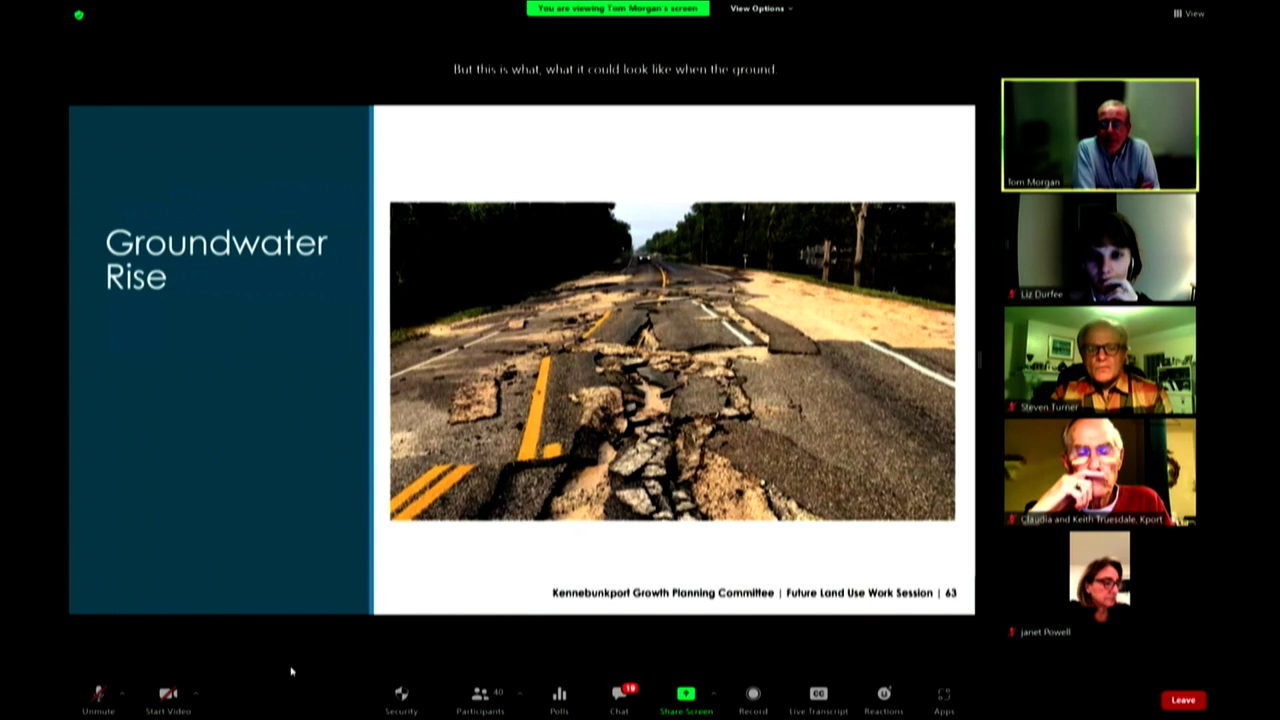 You are viewing Tom Morgan's screen
View Options
View
But this is what, what it could look like when the ground.
Groundwater
Rise
Kennebunkport Growth Planning Committee | Future Land Use Work Session | 63
Tom Morgan
Liz Durfee
Steven Turner
Claudia and Keith Truesdale, Kport
janet Powell
Unmute
Start Video
Security
40
Participants
Polls
19
Chat
Share Screen
Record
CC
Live Transcript
Reactions
Apps
Leave